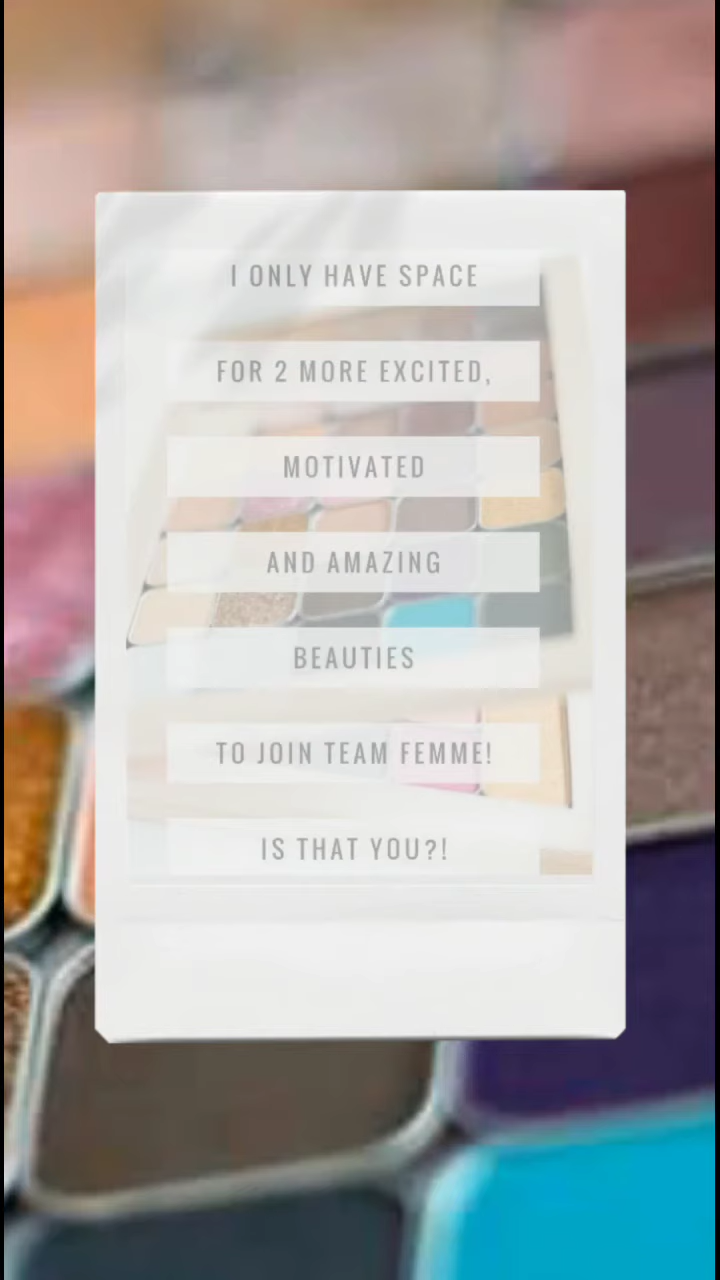 I ONLY HAVE SPACE
FOR 2 MORE EXCITED,
MOTIVATED
AND AMAZING
BEAUTIES
TO JOIN TEAM FEMME!
IS THAT YOU?!